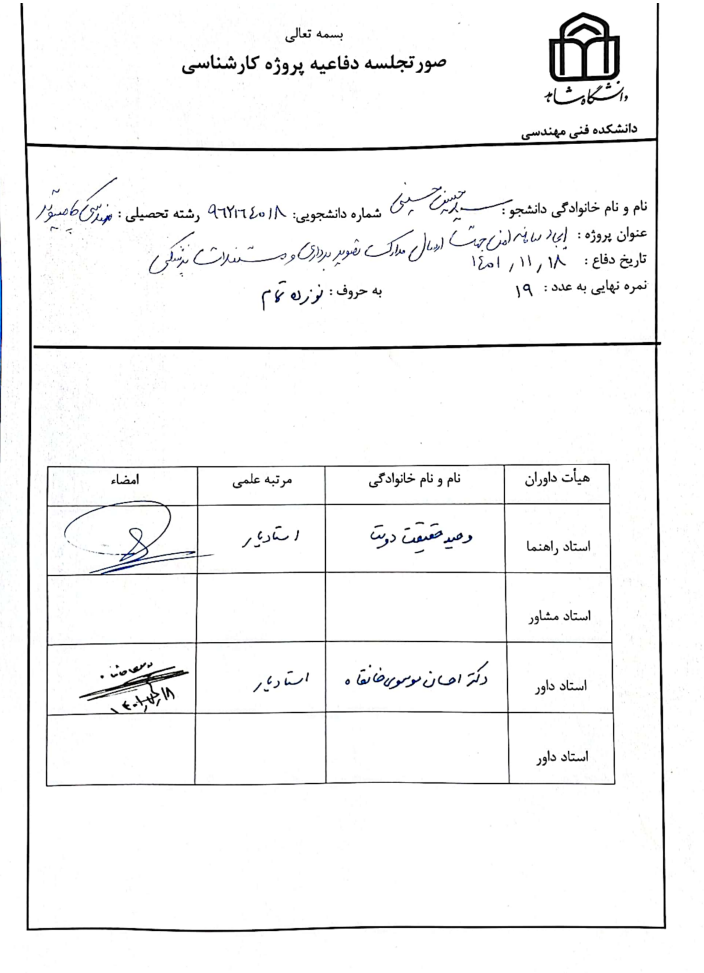 بسمه تعالی
صورتجلسه دفاعیه پروژه کارشناسی
دانشگاه شاهد
دانشکده فنی مهندسی
نام و نام خانوادگی دانشجو : سید حسین حسینی شماره دانشجویی: ۹۶۲۱۶۴۰۱۸ رشته تحصیلی : مهندسی کامپیوتر
عنوان پروژه : ایجاد سامانه امن جهت ارسال مدارک تصویر برداری و مستندات پزشکی
تاریخ دفاع : ۱۴۰۱ / ۱۱ / ۱۸
نمره نهایی به عدد : ۱۹ به حروف : نوزده تمام
هیأت داوران نام و نام خانوادگی مرتبه علمی امضاء
استاد راهنما وحید حقیقت دوست استادیار
استاد مشاور
استاد داور دکتر احسان موسوی خانقاه استادیار
استاد داور